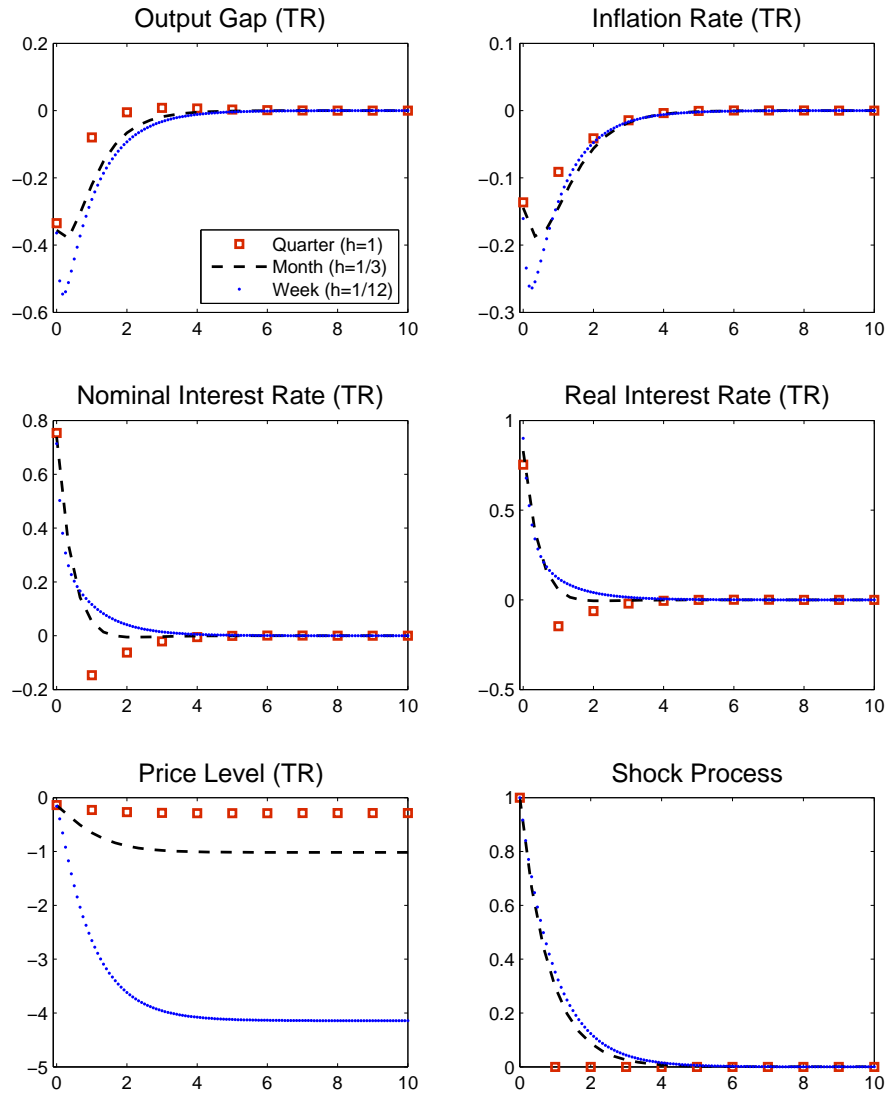 Output Gap (TR)
0.2
0
−0.2
−0.4
−0.6
0 2 4 6 8 10
Quarter (h=1)
Month (h=1/3)
Week (h=1/12)
Inflation Rate (TR)
0.1
0
−0.1
−0.2
−0.3
0 2 4 6 8 10
Nominal Interest Rate (TR)
0.8
0.6
0.4
0.2
0
−0.2
0 2 4 6 8 10
Real Interest Rate (TR)
1
0.5
0
−0.5
0 2 4 6 8 10
Price Level (TR)
0
−1
−2
−3
−4
−5
0 2 4 6 8 10
Shock Process
1
0.8
0.6
0.4
0.2
0
0 2 4 6 8 10